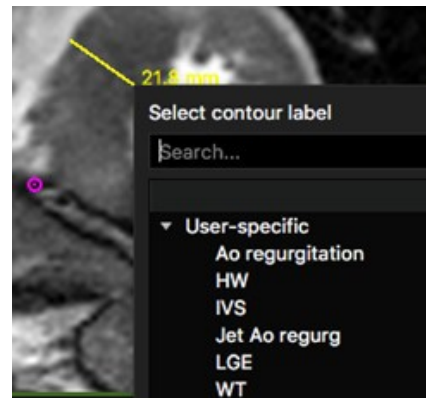 21.8 mm
Select contour label
Search...
User-specific
Ao regurgitation
HW
IVS
Jet Ao regurg
LGE
WT